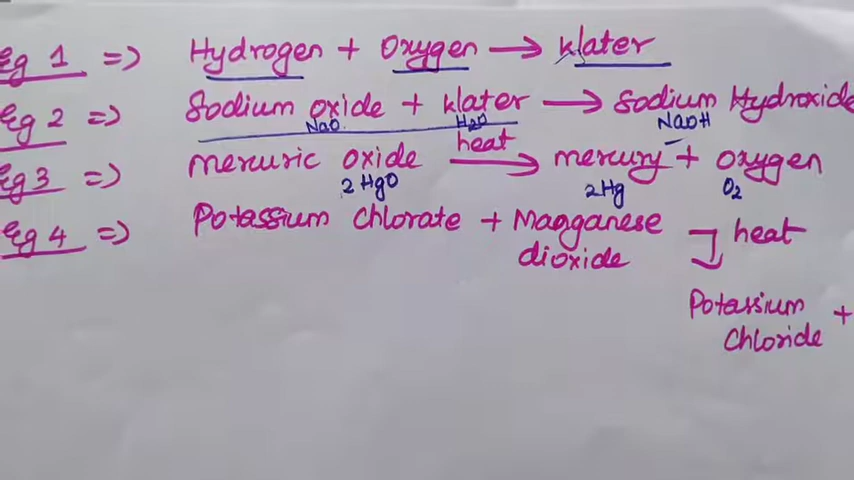 Eg 1 => Hydrogen + Oxygen → Water
Eg 2 => Sodium oxide + Water → Sodium Hydroxide
NaO H2O NaOH
Eg 3 => Mercuric oxide heat → mercury + oxygen
2HgO 2Hg O2
Eg 4 => Potassium Chlorate + Manganese heat
dioxide
Potassium +
Chloride